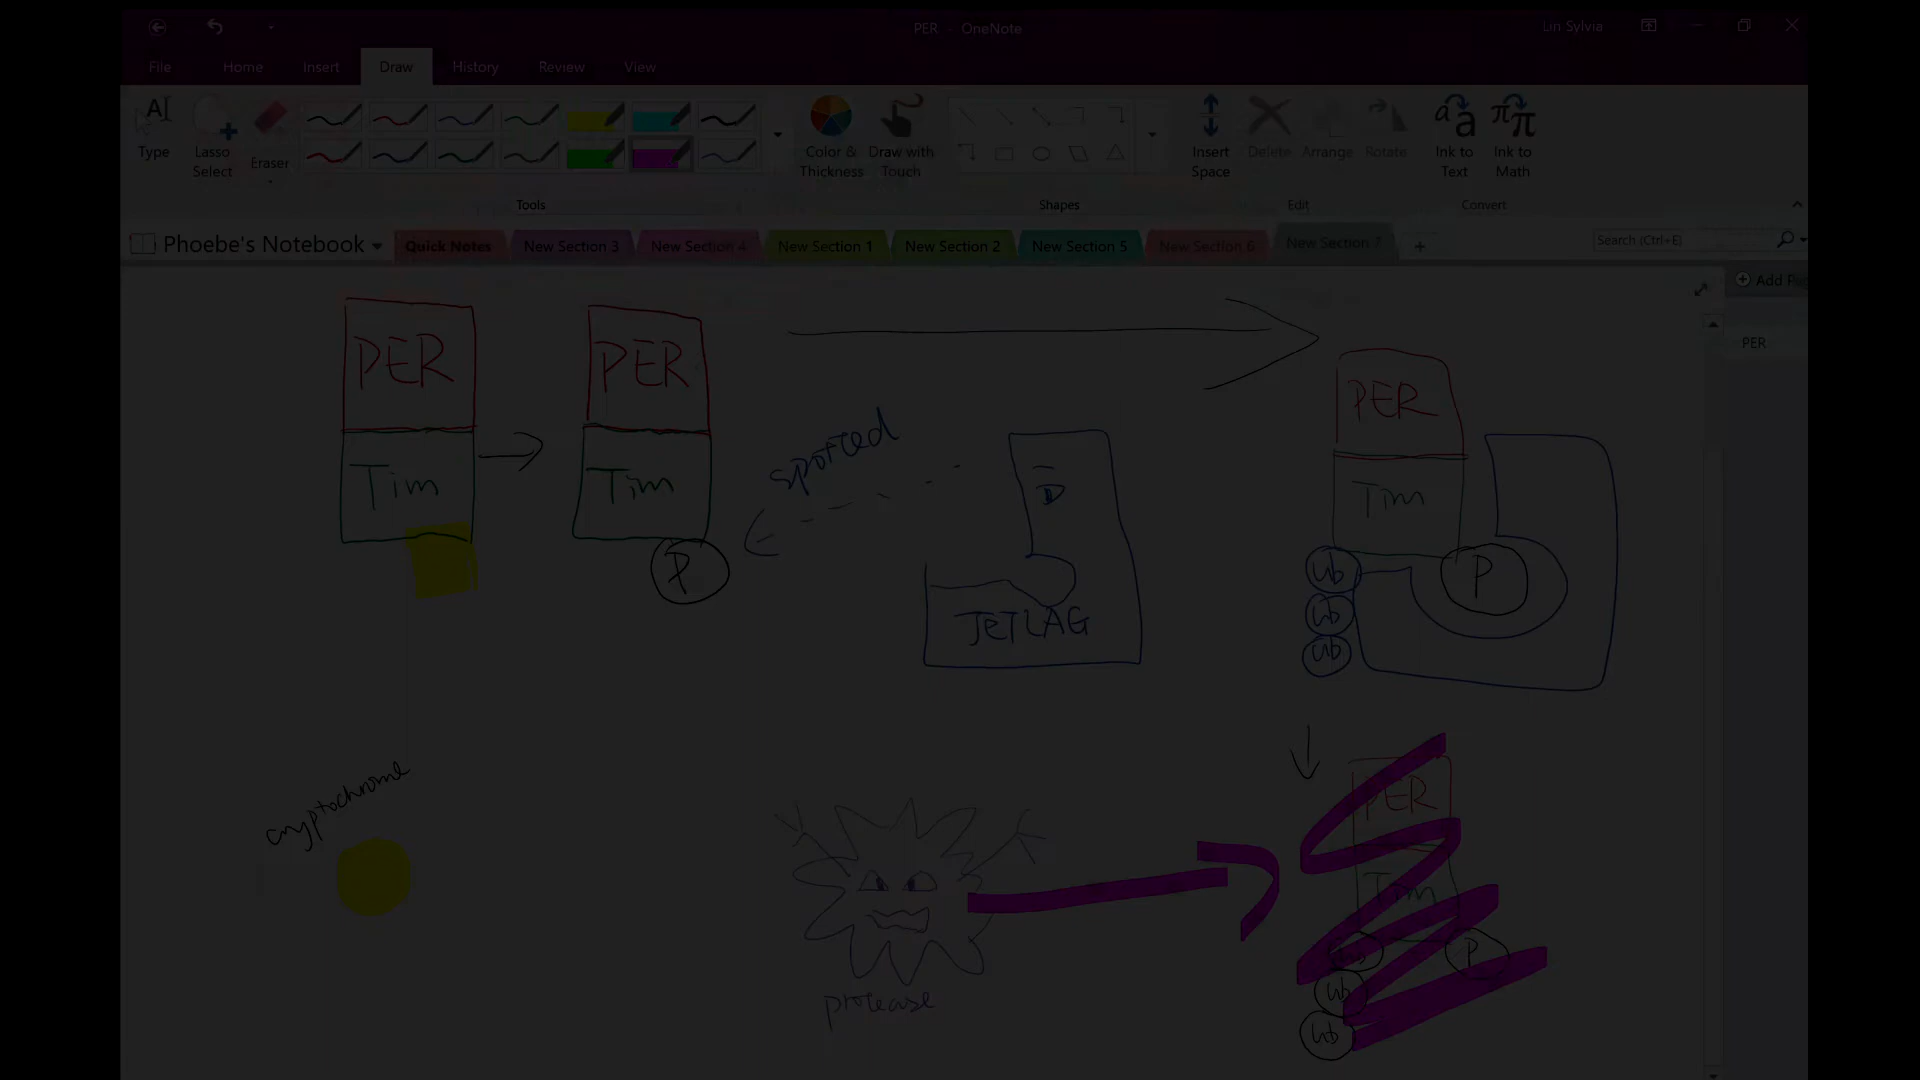 PER - OneNote
Lin Sylvia
File Home Insert Draw History Review View
Type
Lasso Select
Eraser
Color & Thickness
Draw with Touch
Insert Space
Delete
Arrange
Rotate
Ink to Text
Ink to Math
Tools
Shapes
Edit
Convert
Phoebe's Notebook
Quick Notes
New Section 3
New Section 4
New Section 1
New Section 2
New Section 5
New Section 6
New Section 7
Search (Ctrl+E)
Add
PER
PER
PER
PER
Tim
Tim
Tim
spotted
P
P
Ub
Ub
Ub
JETLAG
cryptochrome
PER
Tim
P
Ub
Ub
protease